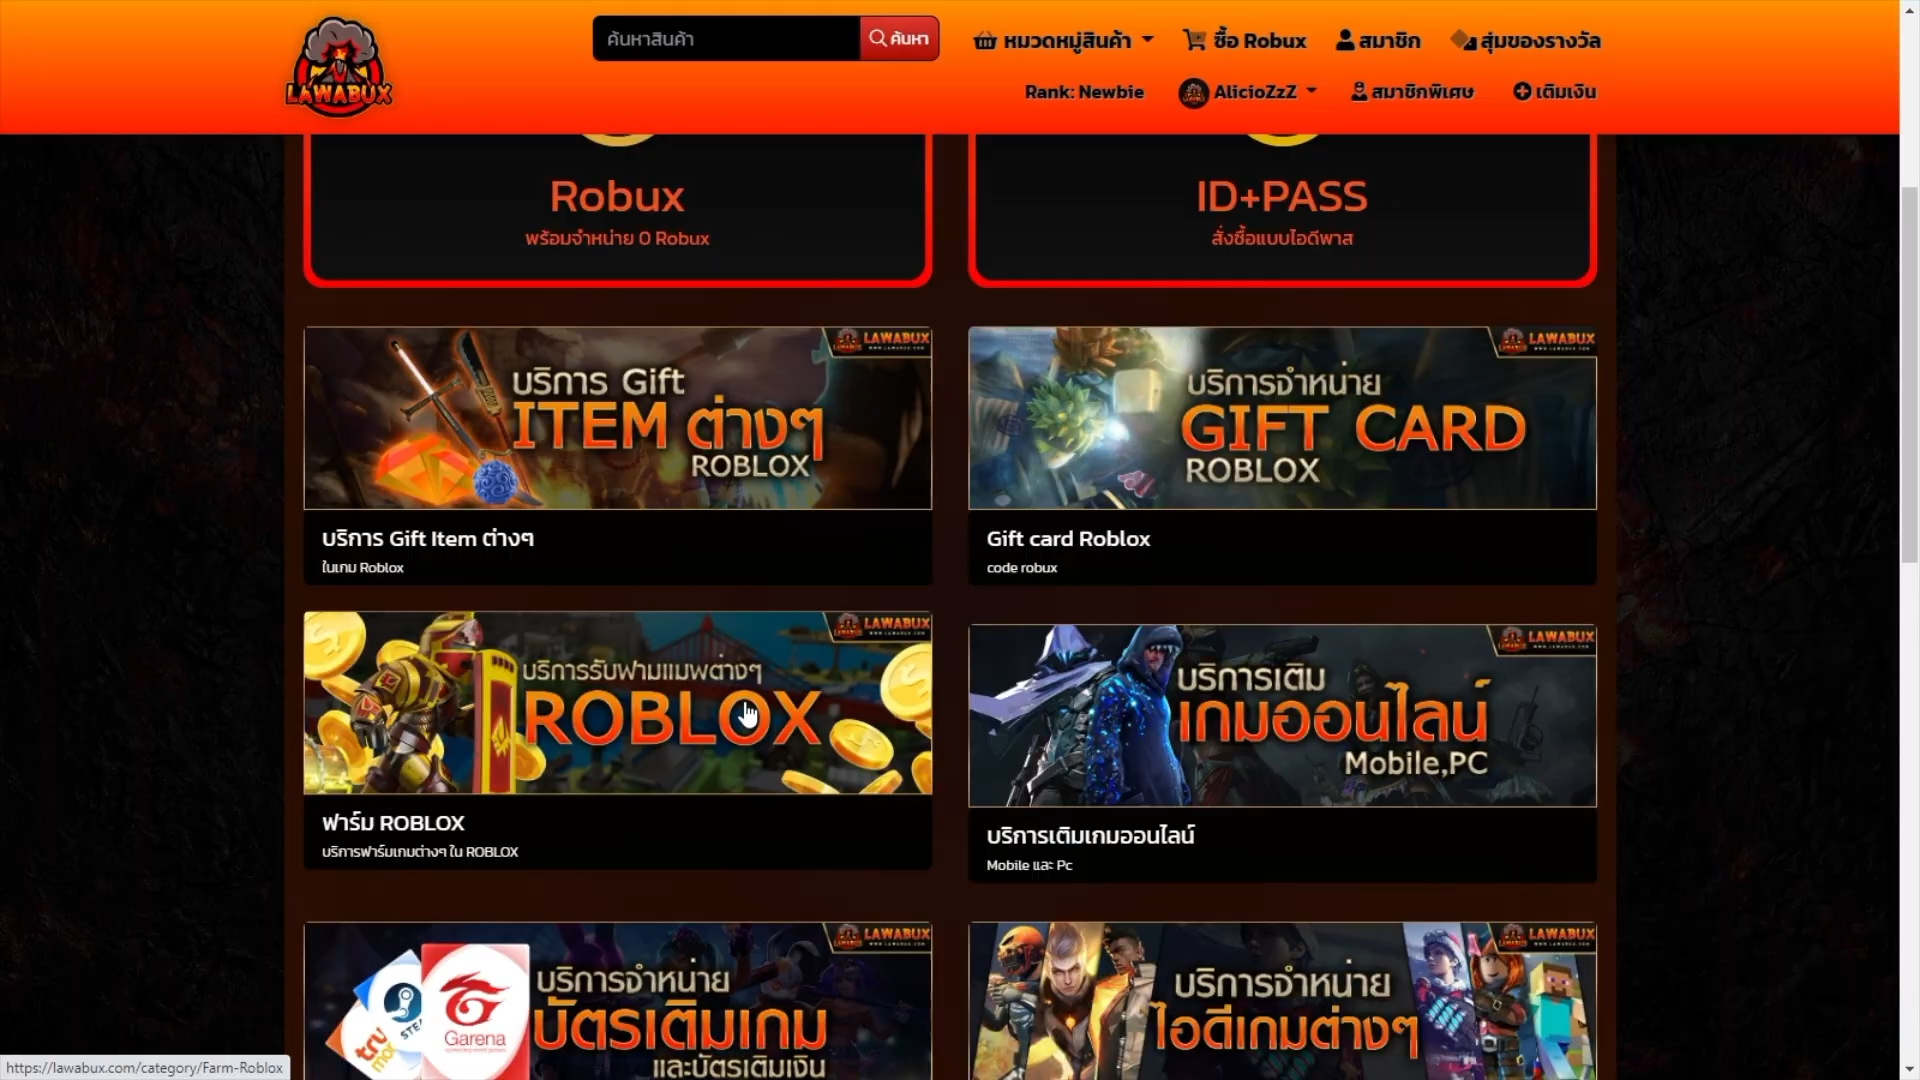 LAWABUX
ค้นหาสินค้า
ค้นหา
หมวดหมู่สินค้า
ซื้อ Robux
สมาชิก
สุ่มของรางวัล
Rank: Newbie
AlicioZzZ
สมาชิกพิเศษ
เติมเงิน
Robux
พร้อมจำหน่าย 0 Robux
ID+PASS
สั่งซื้อแบบไอดีพาส
LAWABUX
บริการ Gift
ITEM ต่างๆ
ROBLOX
บริการ Gift Item ต่างๆ
ในเกม Roblox
LAWABUX
บริการจำหน่าย
GIFT CARD
ROBLOX
Gift card Roblox
code robux
LAWABUX
บริการรับฟามแมพต่างๆ
ROBLOX
ฟาร์ม ROBLOX
บริการฟาร์มเกมต่างๆ ใน ROBLOX
LAWABUX
บริการเติม
เกมออนไลน์
Mobile,PC
บริการเติมเกมออนไลน์
Mobile และ Pc
LAWABUX
บริการจำหน่าย
บัตรเติมเกม
และบัตรเติมเงิน
Garena
LAWABUX
บริการจำหน่าย
ไอดีเกมต่างๆ
https://lawabux.com/category/Farm-Roblox